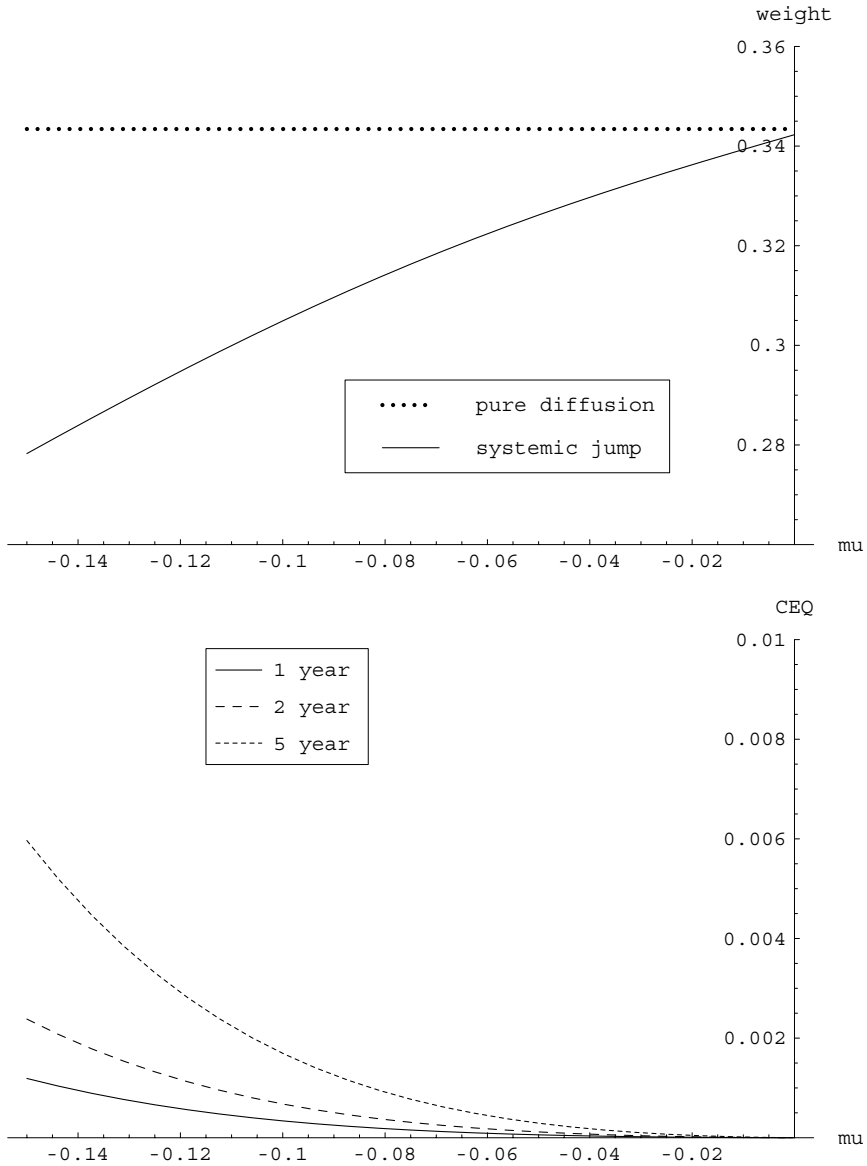 weight
0.36
0.34
0.32
0.3
0.28
pure diffusion
systemic jump
-0.14 -0.12 -0.1 -0.08 -0.06 -0.04 -0.02 mu
CEQ
0.01
1 year
2 year
5 year
0.008
0.006
0.004
0.002
-0.14 -0.12 -0.1 -0.08 -0.06 -0.04 -0.02 mu